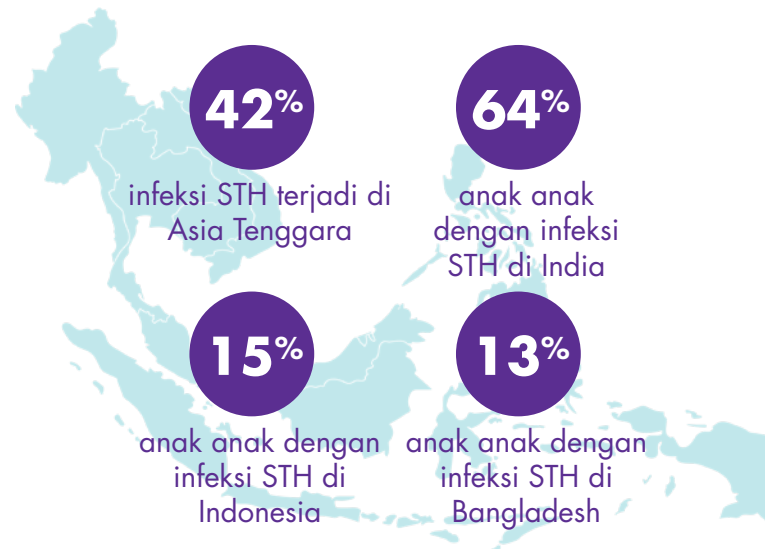 42%
infeksi STH terjadi di
Asia Tenggara
64%
anak anak
dengan infeksi
STH di India
15%
anak anak dengan
infeksi STH di
Indonesia
13%
anak anak dengan
infeksi STH di
Bangladesh